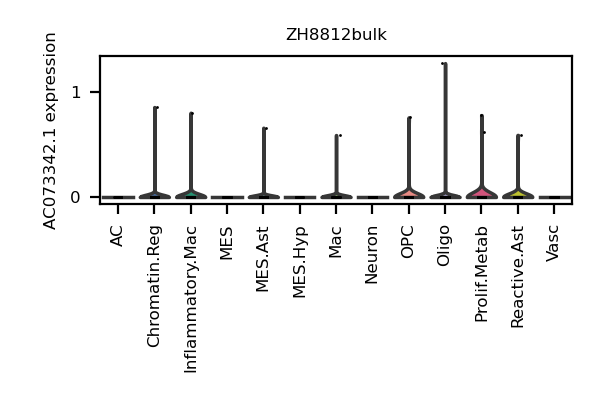 ZH8812bulk
AC073342.1 expression
1
0
AC
Chromatin.Reg
Inflammatory.Mac
MES
MES.Ast
MES.Hyp
Mac
Neuron
OPC
Oligo
Prolif.Metab
Reactive.Ast
Vasc